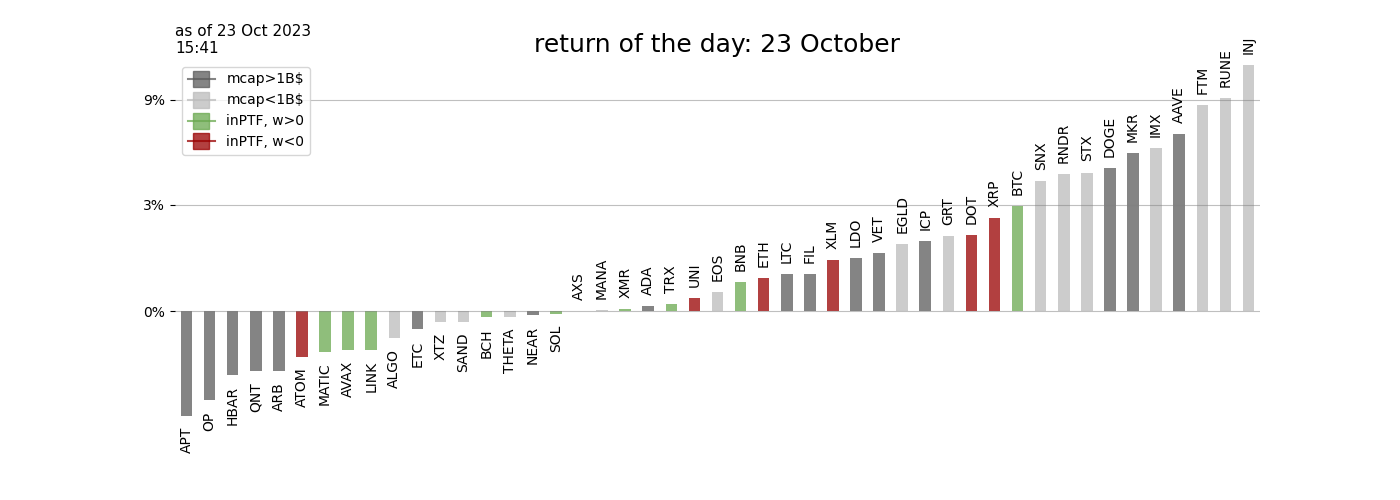 as of 23 Oct 2023
15:41
return of the day: 23 October
mcap>1B$
mcap<1B$
inPTF, w>0
inPTF, w<0
9%
3%
0%
APT
OP
HBAR
QNT
ARB
ATOM
MATIC
AVAX
LINK
ALGO
ETC
XTZ
SAND
BCH
THETA
NEAR
SOL
AXS
MANA
XMR
ADA
TRX
UNI
EOS
BNB
ETH
LTC
FIL
XLM
LDO
VET
EGLD
ICP
GRT
DOT
XRP
BTC
SNX
RNDR
STX
DOGE
MKR
IMX
AAVE
FTM
RUNE
INJ